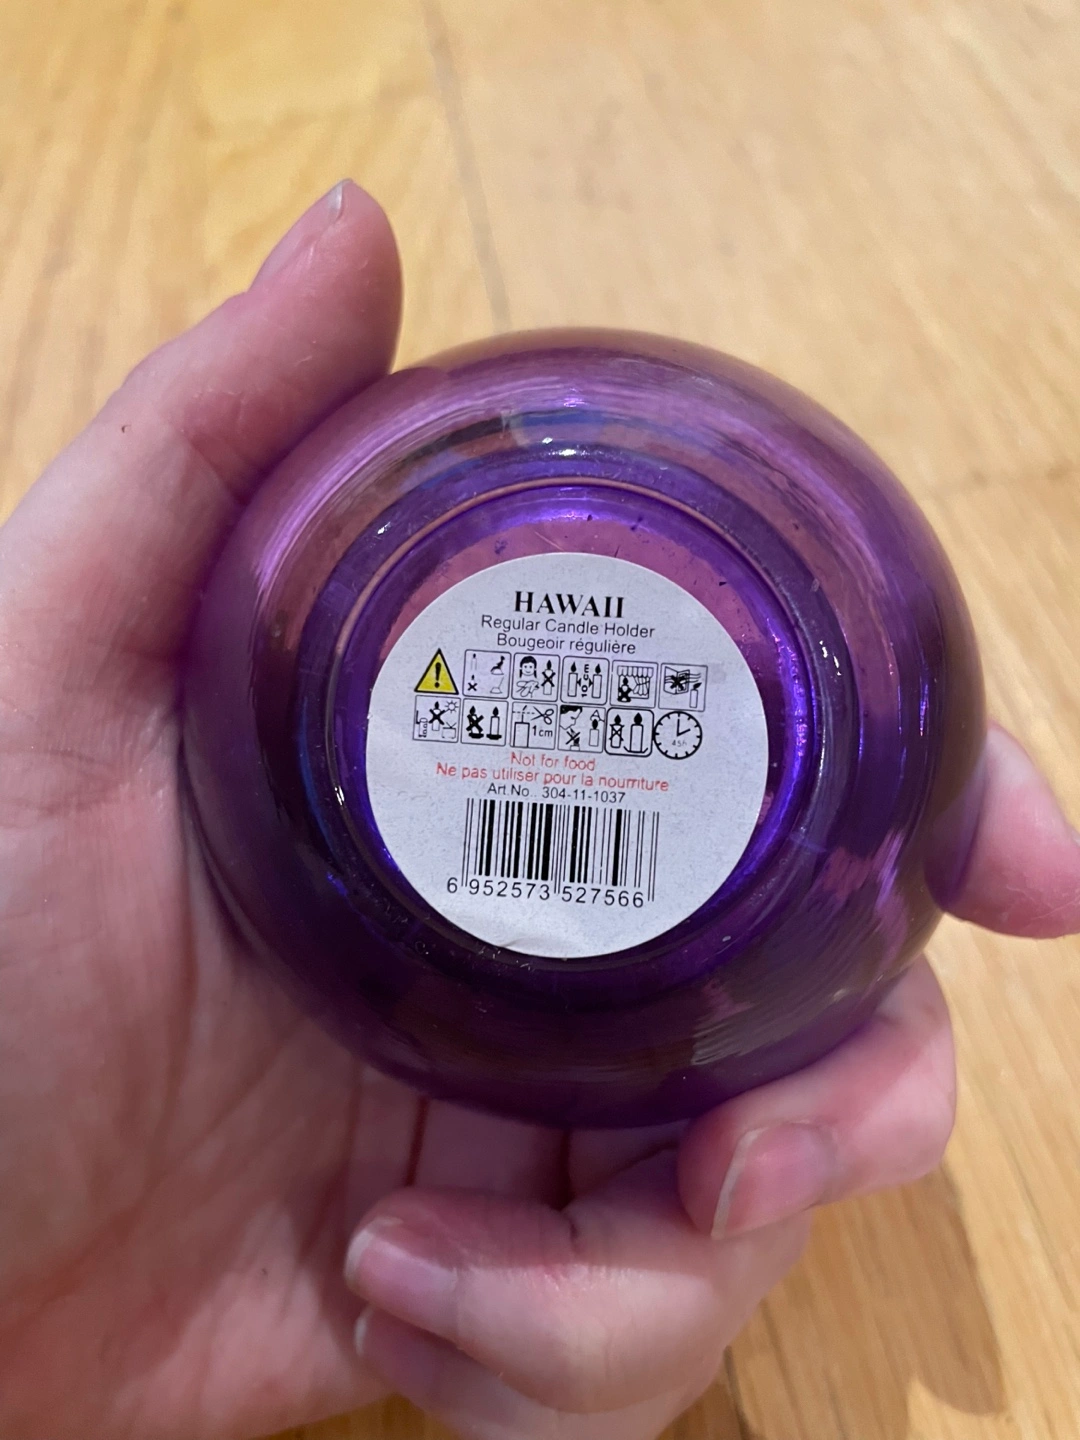 HAWAII
Regular Candle Holder
Bougeoir régulière
1cm
Not for food
Ne pas utiliser pour la nourriture
Art.No.. 304-11-1037
6 952573 527566